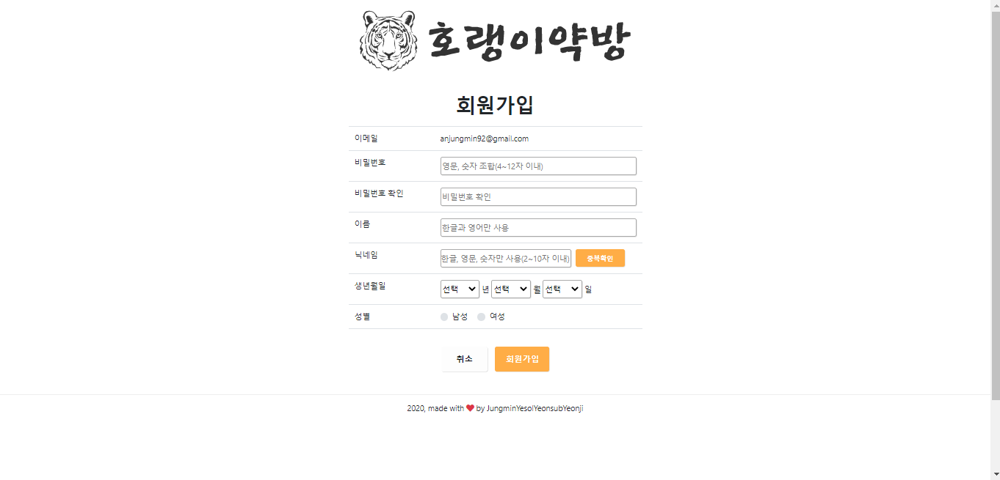 호랭이약방
회원가입
이메일 anjungmin92@gmail.com
비밀번호 영문, 숫자 조합(4~12자 이내)
비밀번호 확인 비밀번호 확인
이름 한글과 영어만 사용
닉네임 한글, 영문, 숫자만 사용(2~10자 이내) 중복확인
생년월일 선택 년 선택 월 선택 일
성별 남성 여성
취소 회원가입
2020, made with ❤ by JungminYesolYeonsubYeonji